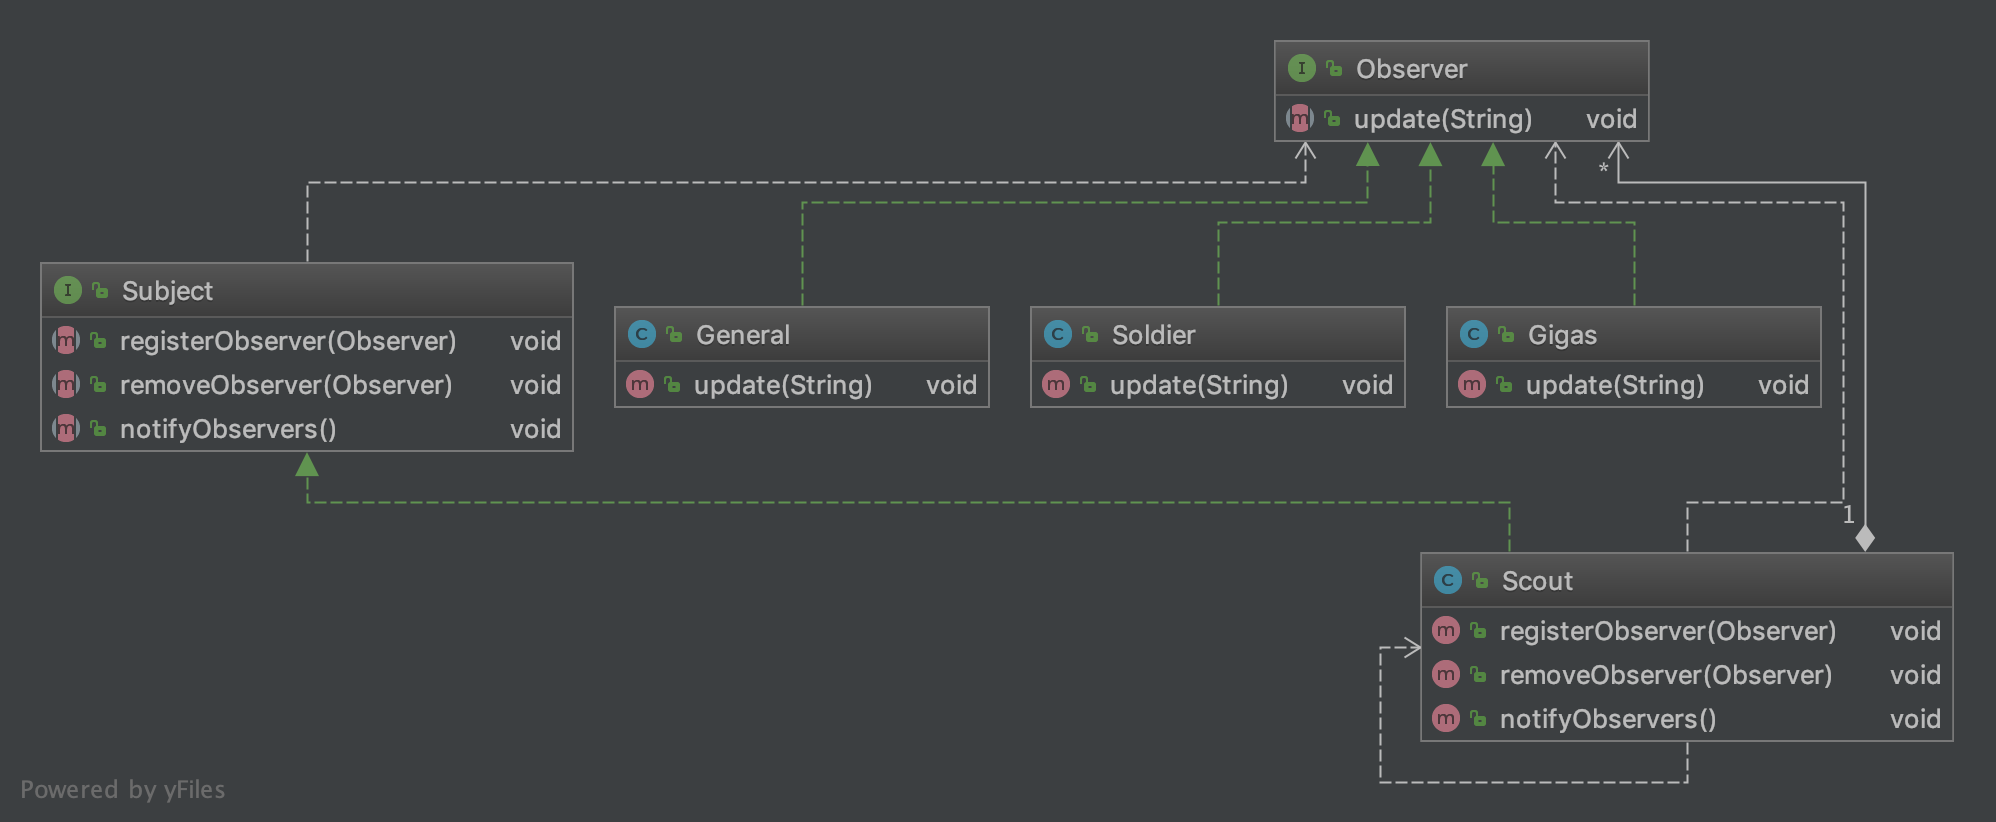 I Observer
m update(String) void
*
I Subject
m registerObserver(Observer) void
m removeObserver(Observer) void
m notifyObservers() void
C General
m update(String) void
C Soldier
m update(String) void
C Gigas
m update(String) void
1
C Scout
m registerObserver(Observer) void
m removeObserver(Observer) void
m notifyObservers() void
Powered by yFiles